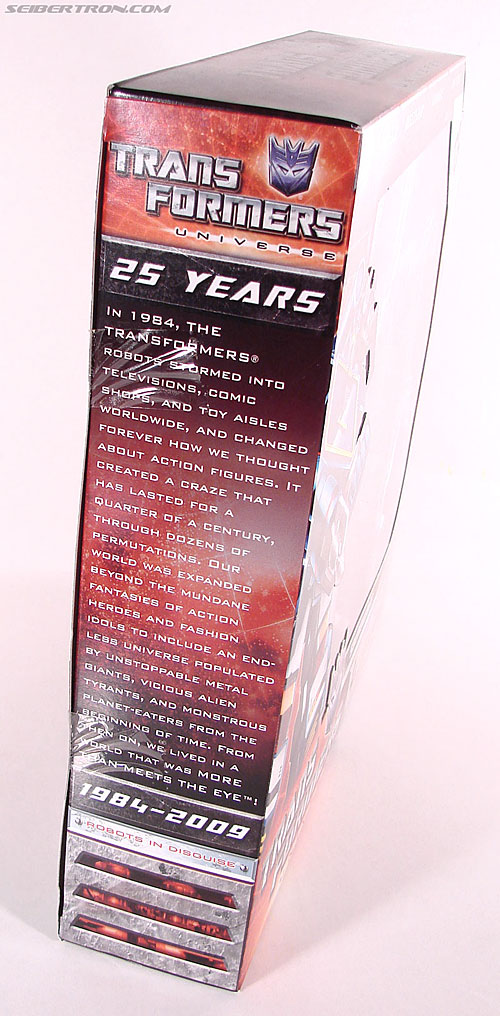 SEIBERTRON.COM
TRANS
FORMERS
UNIVERSE
25 YEARS
IN 1984, THE
TRANSFORMERS®
ROBOTS STORMED INTO
TELEVISIONS, COMIC
SHOPS, AND TOY AISLES
WORLDWIDE, AND CHANGED
FOREVER HOW WE THOUGHT
ABOUT ACTION FIGURES. IT
CREATED A CRAZE THAT
HAS LASTED FOR A
QUARTER OF A CENTURY,
THROUGH DOZENS OF
PERMUTATIONS. OUR
WORLD WAS EXPANDED
BEYOND THE MUNDANE
FANTASIES OF ACTION
HEROES AND FASHION
IDOLS TO INCLUDE AN END-
LESS UNIVERSE POPULATED
BY UNSTOPPABLE METAL
GIANTS, VICIOUS ALIEN
TYRANTS, AND MONSTROUS
PLANET-EATERS FROM THE
BEGINNING OF TIME. FROM
THEN ON, WE LIVED IN A
WORLD THAT WAS MORE
THAN MEETS THE EYE™!
1984-2009
ROBOTS IN DISGUISE